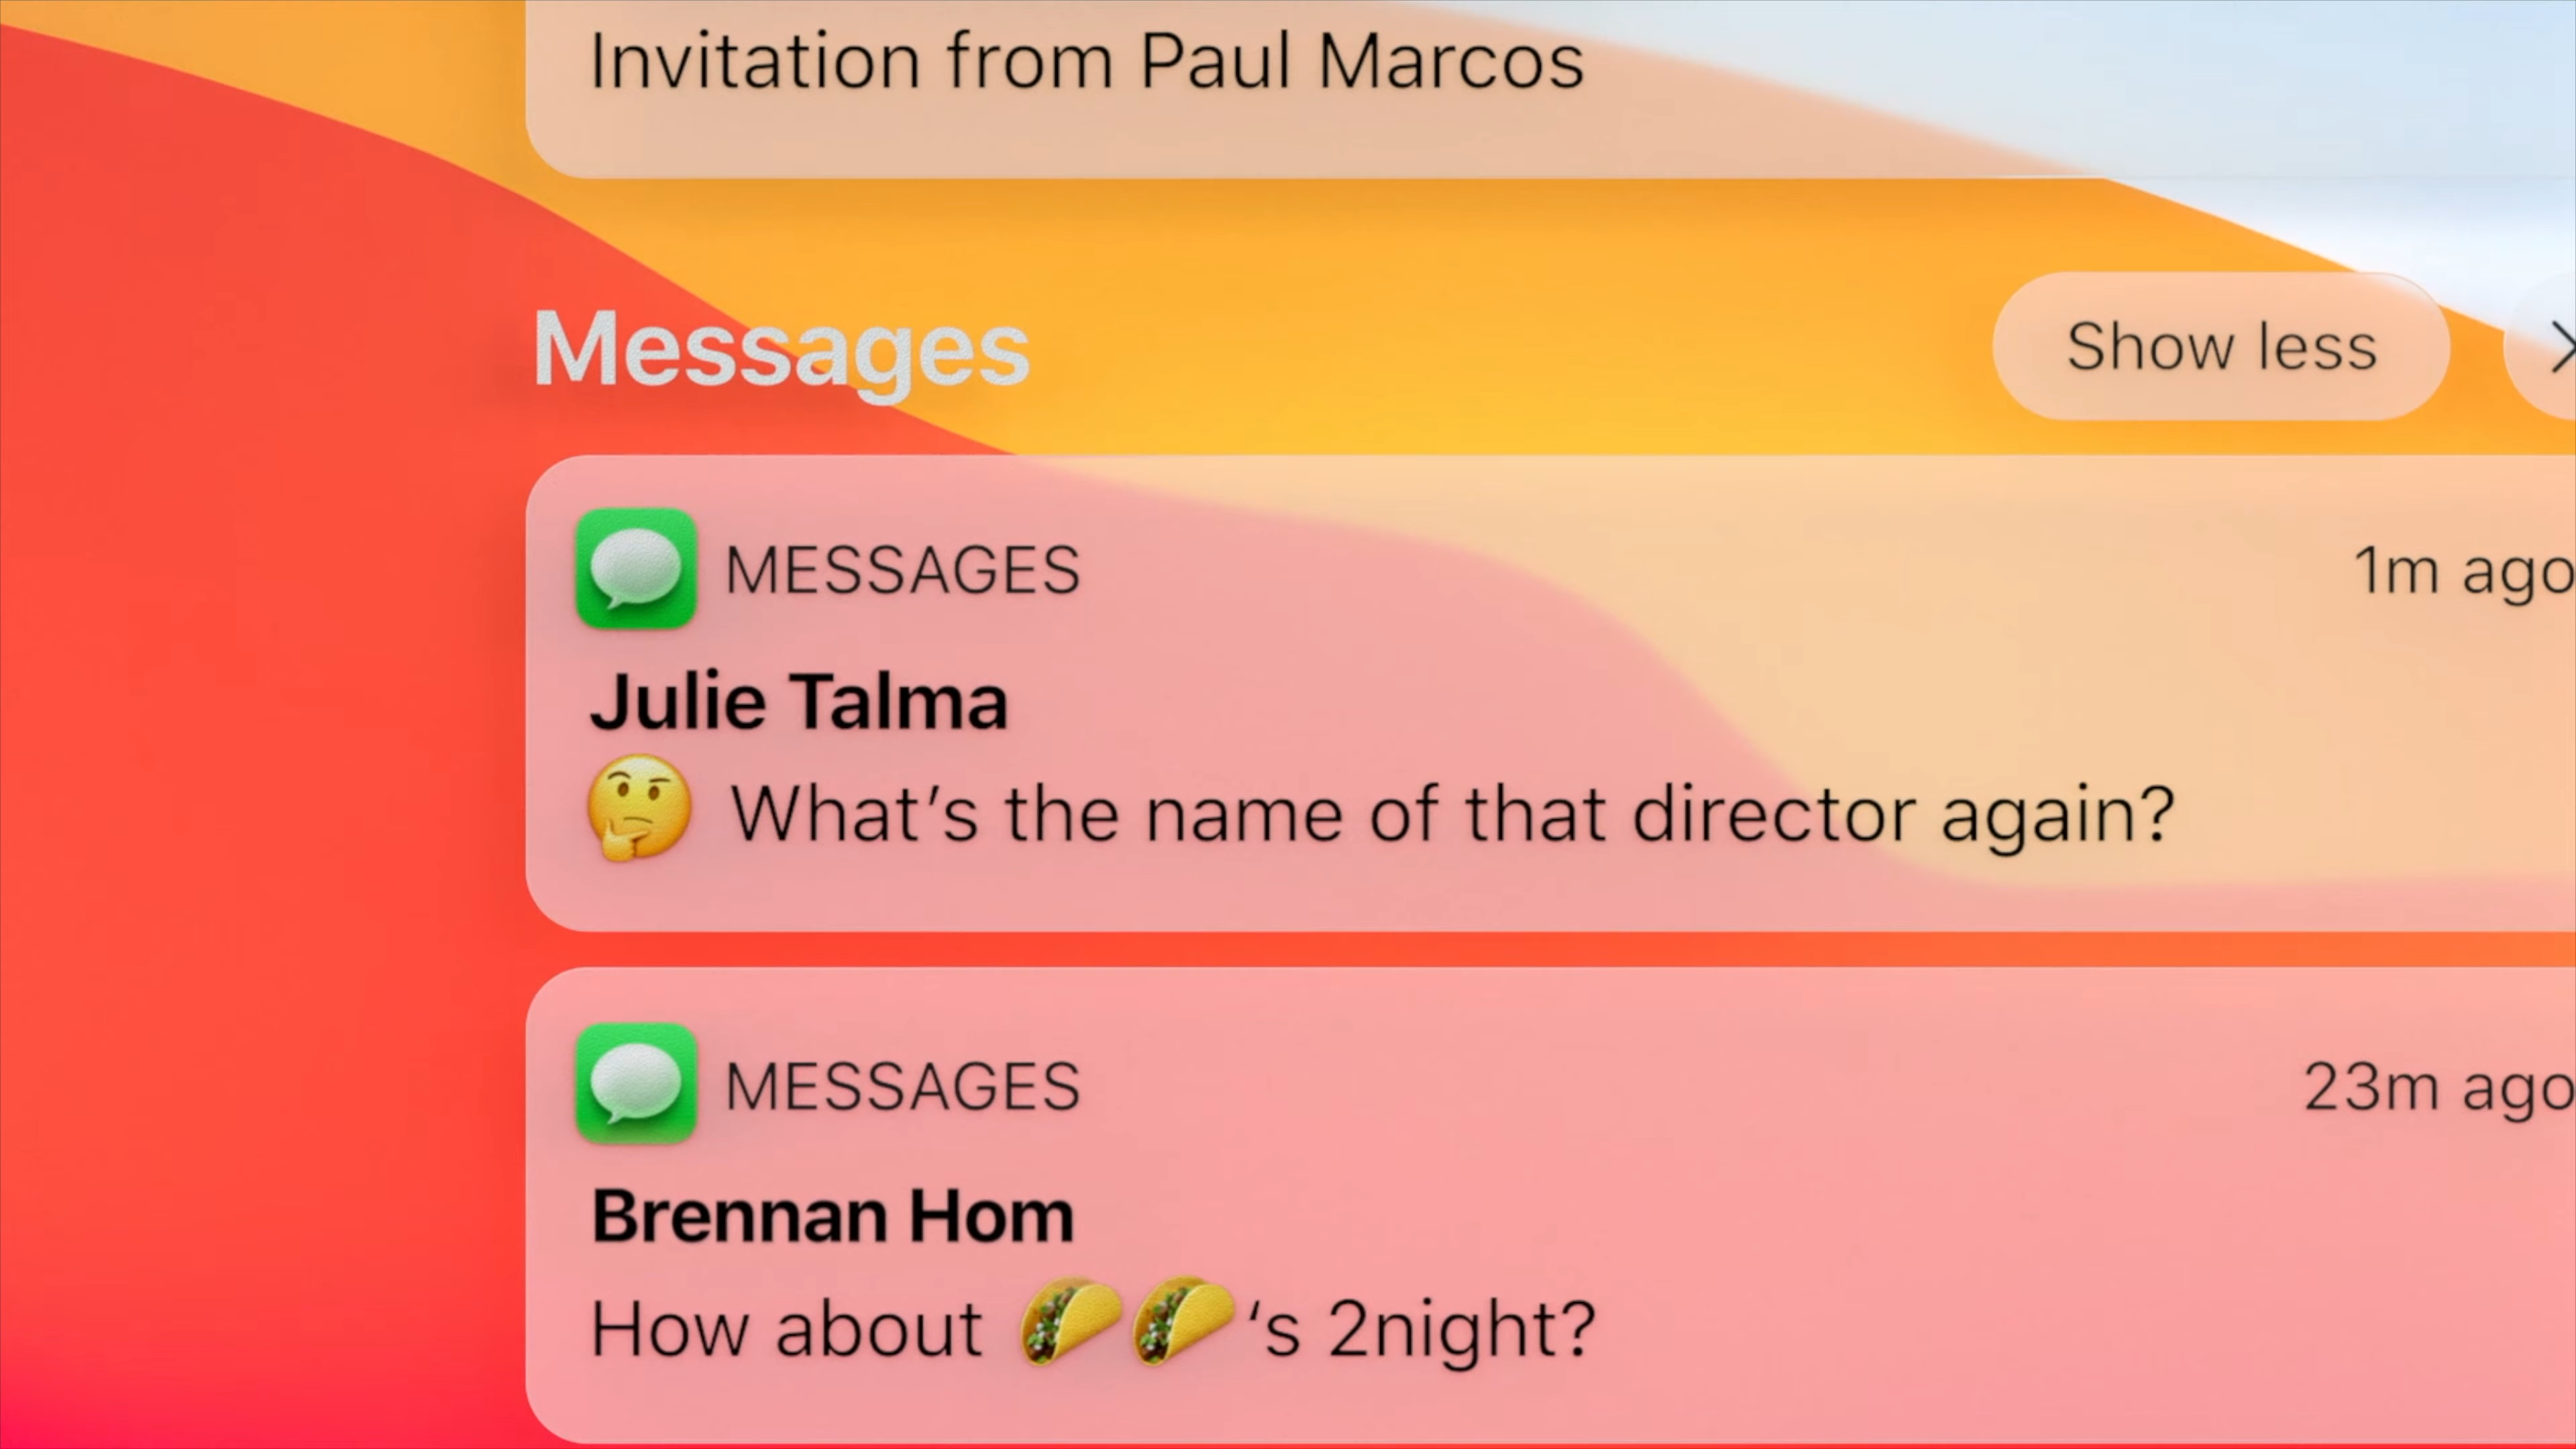 Invitation from Paul Marcos
Messages
Show less
MESSAGES
1m ago
Julie Talma
🤔 What’s the name of that director again?
MESSAGES
23m ago
Brennan Hom
How about 🌮🌮‘s 2night?